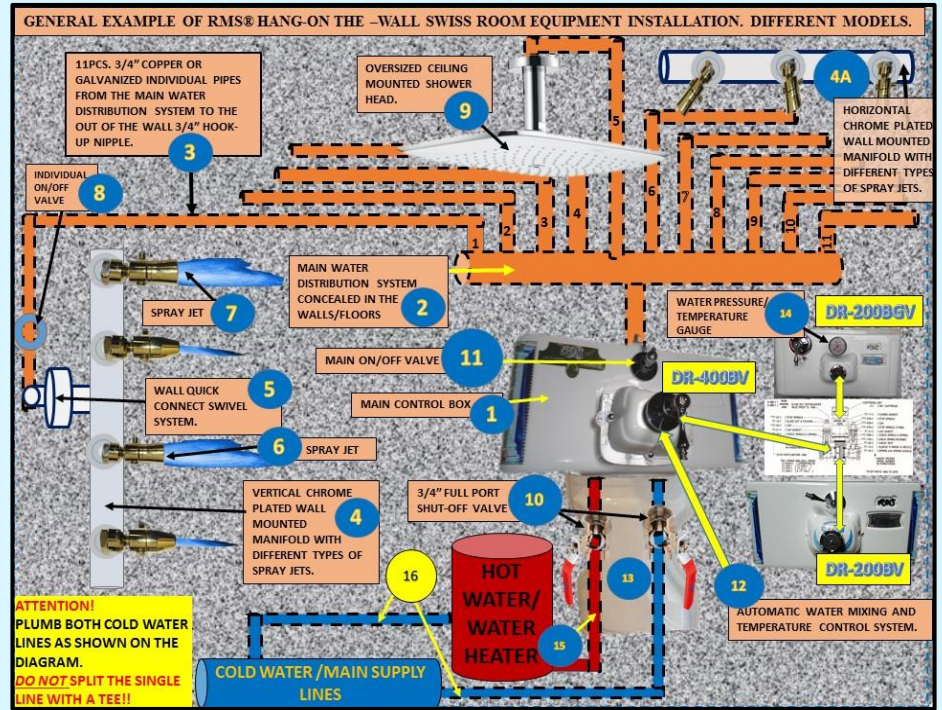 GENERAL EXAMPLE OF RMS® HANG-ON THE –WALL SWISS ROOM EQUIPMENT INSTALLATION. DIFFERENT MODELS.
11PCS. 3/4” COPPER OR
GALVANIZED INDIVIDUAL PIPES
FROM THE MAIN WATER
DISTRIBUTION SYSTEM TO THE
OUT OF THE WALL 3/4” HOOK-
UP NIPPLE.
3
OVERSIZED CEILING
MOUNTED SHOWER
HEAD.
9
4A
HORIZONTAL
CHROME PLATED
WALL MOUNTED
MANIFOLD WITH
DIFFERENT TYPES
OF SPRAY JETS.
INDIVIDUAL
ON/OFF
VALVE
8
1
2
3
4
5
6
7
8
9
10
11
SPRAY JET
7
MAIN WATER
DISTRIBUTION SYSTEM
CONCEALED IN THE
WALLS/FLOORS
2
WATER PRESSURE/
TEMPERATURE
GAUGE
14
DR-200BGV
MAIN ON/OFF VALVE
11
DR-400BV
MAIN CONTROL BOX
1
WALL QUICK
CONNECT SWIVEL
SYSTEM.
5
6
SPRAY JET
VERTICAL CHROME
PLATED WALL
MOUNTED
MANIFOLD WITH
DIFFERENT TYPES OF
SPRAY JETS.
4
3/4” FULL PORT
SHUT-OFF VALVE
10
DR-200BV
12
AUTOMATIC WATER MIXING AND
TEMPERATURE CONTROL SYSTEM.
13
15
16
HOT
WATER/
WATER
HEATER
COLD WATER /MAIN SUPPLY
LINES
ATTENTION!
PLUMB BOTH COLD WATER
LINES AS SHOWN ON THE
DIAGRAM.
DO NOT SPLIT THE SINGLE
LINE WITH A TEE!!